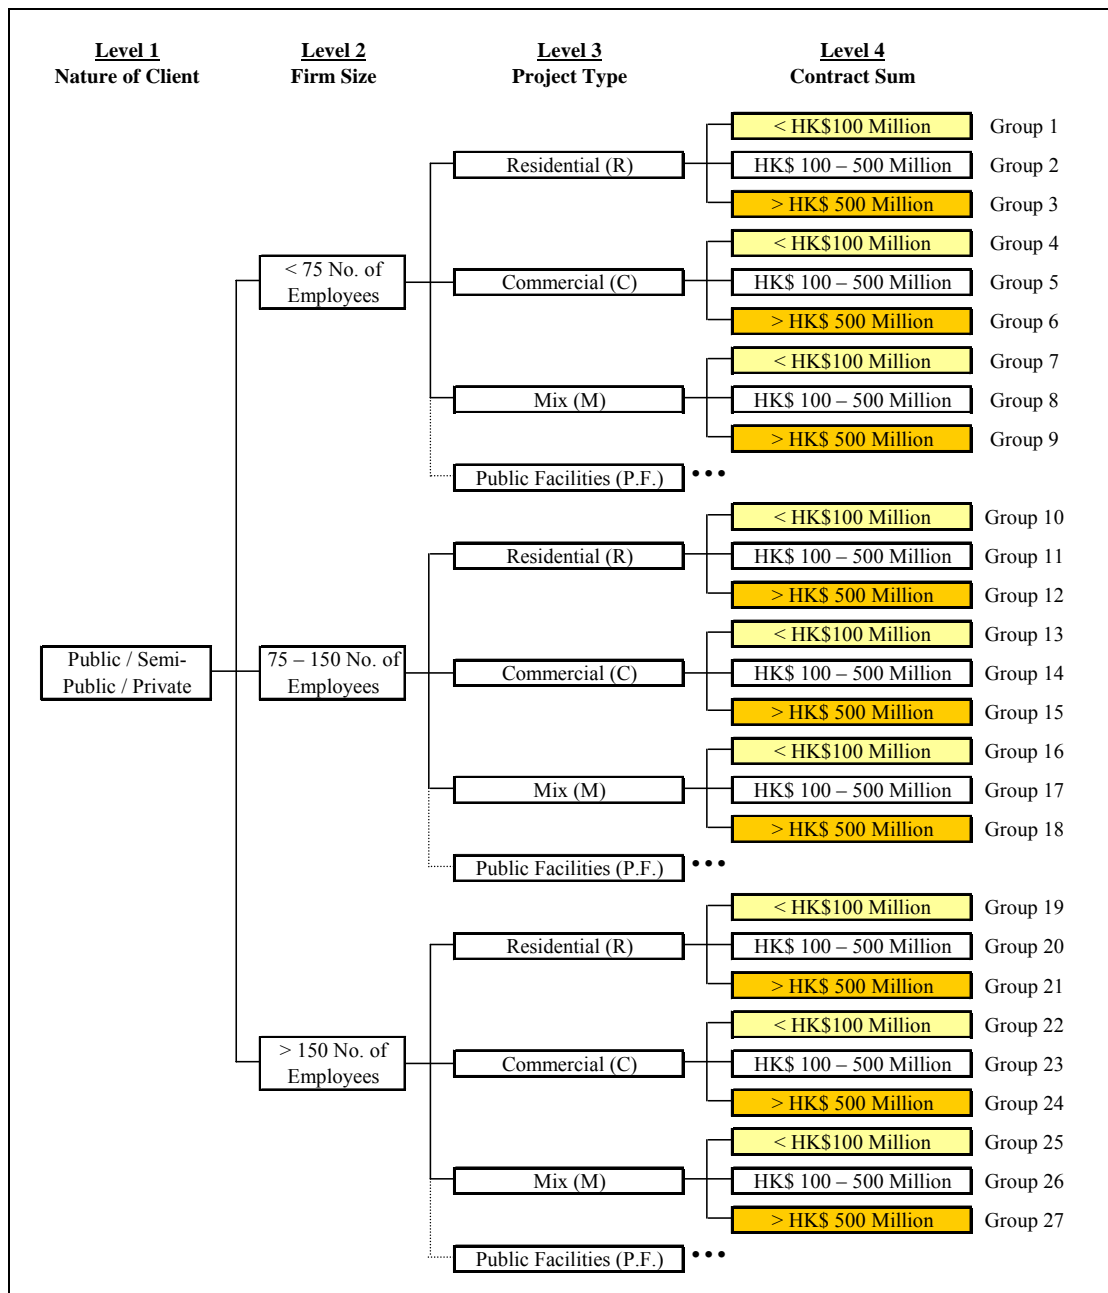 Level 1
Nature of Client
Level 2
Firm Size
Level 3
Project Type
Level 4
Contract Sum
Public / Semi-
Public / Private
< 75 No. of
Employees
Residential (R)
< HK$100 Million Group 1
HK$ 100 – 500 Million Group 2
> HK$ 500 Million Group 3
Commercial (C)
< HK$100 Million Group 4
HK$ 100 – 500 Million Group 5
> HK$ 500 Million Group 6
Mix (M)
< HK$100 Million Group 7
HK$ 100 – 500 Million Group 8
> HK$ 500 Million Group 9
Public Facilities (P.F.) •••
75 – 150 No. of
Employees
Residential (R)
< HK$100 Million Group 10
HK$ 100 – 500 Million Group 11
> HK$ 500 Million Group 12
Commercial (C)
< HK$100 Million Group 13
HK$ 100 – 500 Million Group 14
> HK$ 500 Million Group 15
Mix (M)
< HK$100 Million Group 16
HK$ 100 – 500 Million Group 17
> HK$ 500 Million Group 18
Public Facilities (P.F.) •••
> 150 No. of
Employees
Residential (R)
< HK$100 Million Group 19
HK$ 100 – 500 Million Group 20
> HK$ 500 Million Group 21
Commercial (C)
< HK$100 Million Group 22
HK$ 100 – 500 Million Group 23
> HK$ 500 Million Group 24
Mix (M)
< HK$100 Million Group 25
HK$ 100 – 500 Million Group 26
> HK$ 500 Million Group 27
Public Facilities (P.F.) •••